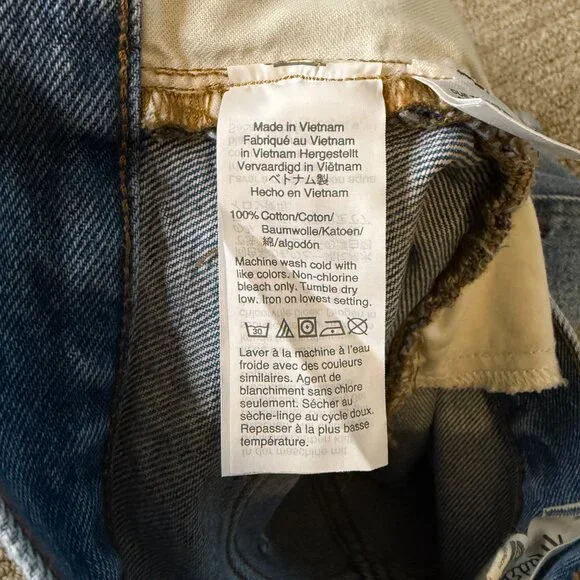 Made in Vietnam
Fabriqué au Vietnam
in Vietnam Hergestellt
Vervaardigd in Vietnam
ベトナム製
Hecho en Vietnam
100% Cotton/Coton/
Baumwolle/Katoen/
綿/algodón
Machine wash cold with
like colors. Non-chlorine
bleach only. Tumble dry
low. Iron on lowest setting.
30
Laver à la machine à l'eau
froide avec des couleurs
similaires. Agent de
blanchiment sans chlore
seulement. Sécher au
sèche-linge au cycle doux.
Repasser à la plus basse
température.